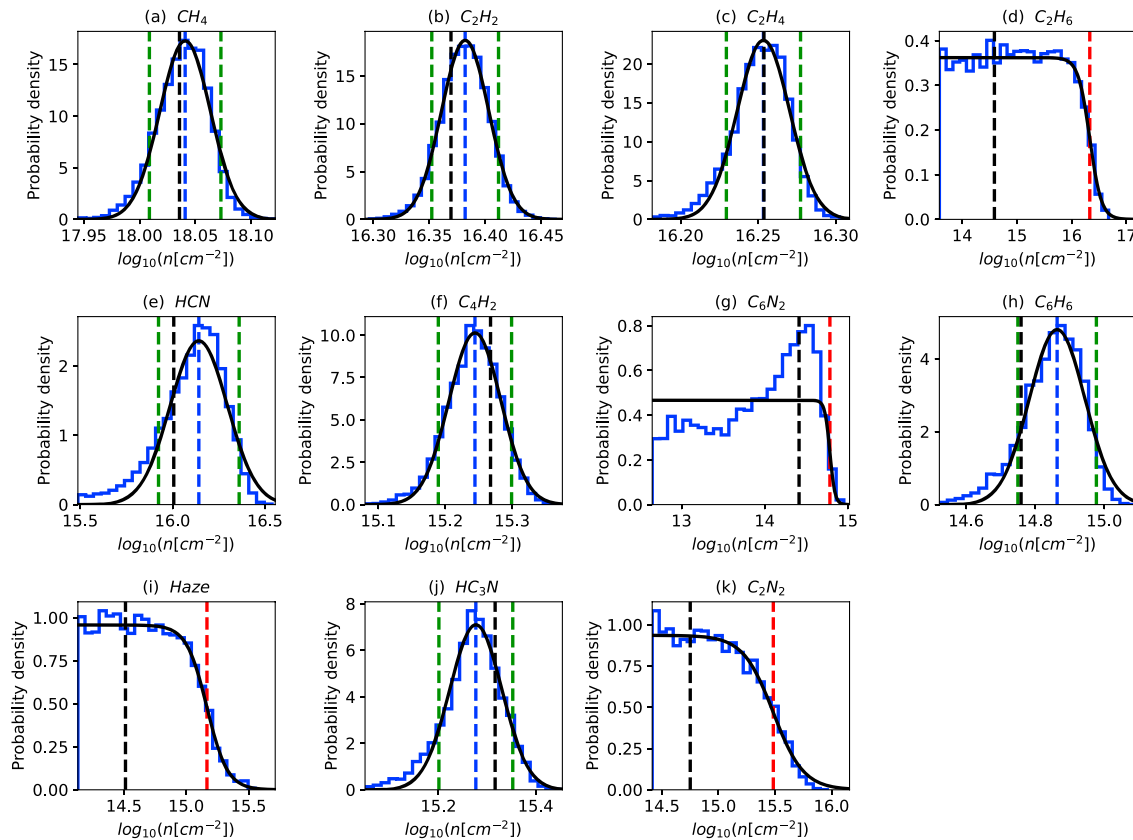 (a) CH4
Probability density
0
5
10
15
17.95
18.00
18.05
18.10
log10(n[cm−2])
(b) C2H2
Probability density
0
5
10
15
16.30
16.35
16.40
16.45
log10(n[cm−2])
(c) C2H4
Probability density
0
5
10
15
20
16.20
16.25
16.30
log10(n[cm−2])
(d) C2H6
Probability density
0.0
0.1
0.2
0.3
0.4
14
15
16
17
log10(n[cm−2])
(e) HCN
Probability density
0
1
2
15.5
16.0
16.5
log10(n[cm−2])
(f) C4H2
Probability density
0.0
2.5
5.0
7.5
10.0
15.1
15.2
15.3
log10(n[cm−2])
(g) C6N2
Probability density
0.0
0.2
0.4
0.6
0.8
13
14
15
log10(n[cm−2])
(h) C6H6
Probability density
0
2
4
14.6
14.8
15.0
log10(n[cm−2])
(i) Haze
Probability density
0.00
0.25
0.50
0.75
1.00
14.5
15.0
15.5
log10(n[cm−2])
(j) HC3N
Probability density
0
2
4
6
8
15.2
15.4
log10(n[cm−2])
(k) C2N2
Probability density
0.00
0.25
0.50
0.75
1.00
14.5
15.0
15.5
16.0
log10(n[cm−2])